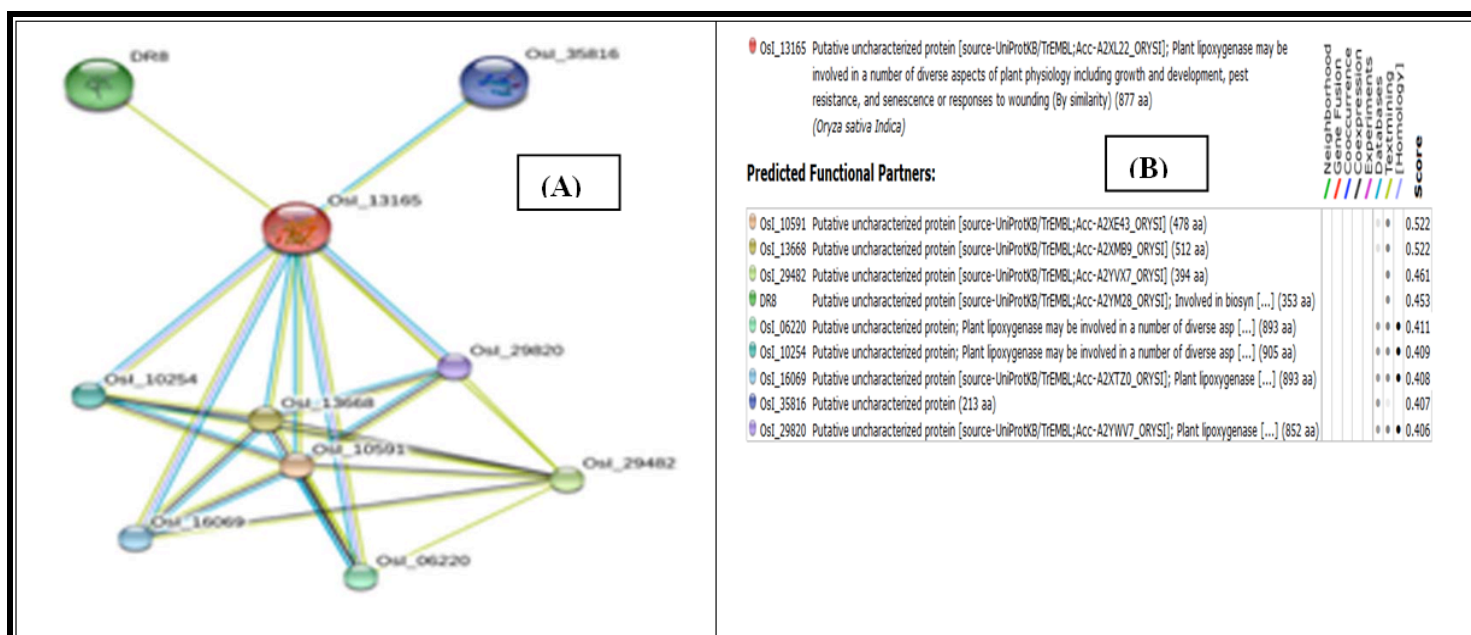 DR8
OsI_35816
(A)
OsI_13165
OsI_29820
OsI_10254
OsI_13668
OsI_10591
OsI_29482
OsI_16069
OsI_06220
OsI_13165 Putative uncharacterized protein [source-UniProtKB/TrEMBL;Acc-A2XL22_ORYSI]; Plant lipoxygenase may be
involved in a number of diverse aspects of plant physiology including growth and development, pest
resistance, and senescence or responses to wounding (By similarity) (877 aa)
(Oryza sativa Indica)
(B)
Predicted Functional Partners:
Neighborhood
Gene Fusion
Cooccurrence
Coexpression
Experiments
Databases
Textmining
[Homology]
Score
OsI_10591 Putative uncharacterized protein [source-UniProtKB/TrEMBL;Acc-A2XE43_ORYSI] (478 aa) 0.522
OsI_13668 Putative uncharacterized protein [source-UniProtKB/TrEMBL;Acc-A2XMB9_ORYSI] (512 aa) 0.522
OsI_29482 Putative uncharacterized protein [source-UniProtKB/TrEMBL;Acc-A2YVX7_ORYSI] (394 aa) 0.461
DR8 Putative uncharacterized protein [source-UniProtKB/TrEMBL;Acc-A2YM28_ORYSI]; Involved in biosyn [...] (353 aa) 0.453
OsI_06220 Putative uncharacterized protein; Plant lipoxygenase may be involved in a number of diverse asp [...] (893 aa) 0.411
OsI_10254 Putative uncharacterized protein; Plant lipoxygenase may be involved in a number of diverse asp [...] (905 aa) 0.409
OsI_16069 Putative uncharacterized protein [source-UniProtKB/TrEMBL;Acc-A2XTZ0_ORYSI]; Plant lipoxygenase [...] (893 aa) 0.408
OsI_35816 Putative uncharacterized protein (213 aa) 0.407
OsI_29820 Putative uncharacterized protein [source-UniProtKB/TrEMBL;Acc-A2YWV7_ORYSI]; Plant lipoxygenase [...] (852 aa) 0.406